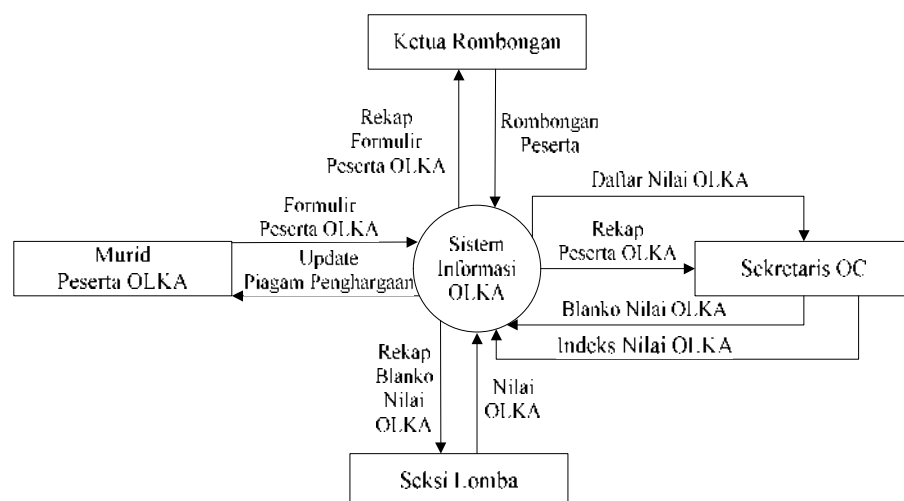 Ketua Rombongan
Rekap
Formulir
Peserta OLKA
Rombongan
Peserta
Daftar Nilai OLKA
Formulir
Peserta OLKA
Murid
Peserta OLKA
Update
Piagam Penghargaan
Sistem
Informasi
OLKA
Rekap
Peserta OLKA
Sekretaris OC
Blanko Nilai OLKA
Indeks Nilai OLKA
Rekap
Blanko
Nilai
OLKA
Nilai
OLKA
Seksi Lomba